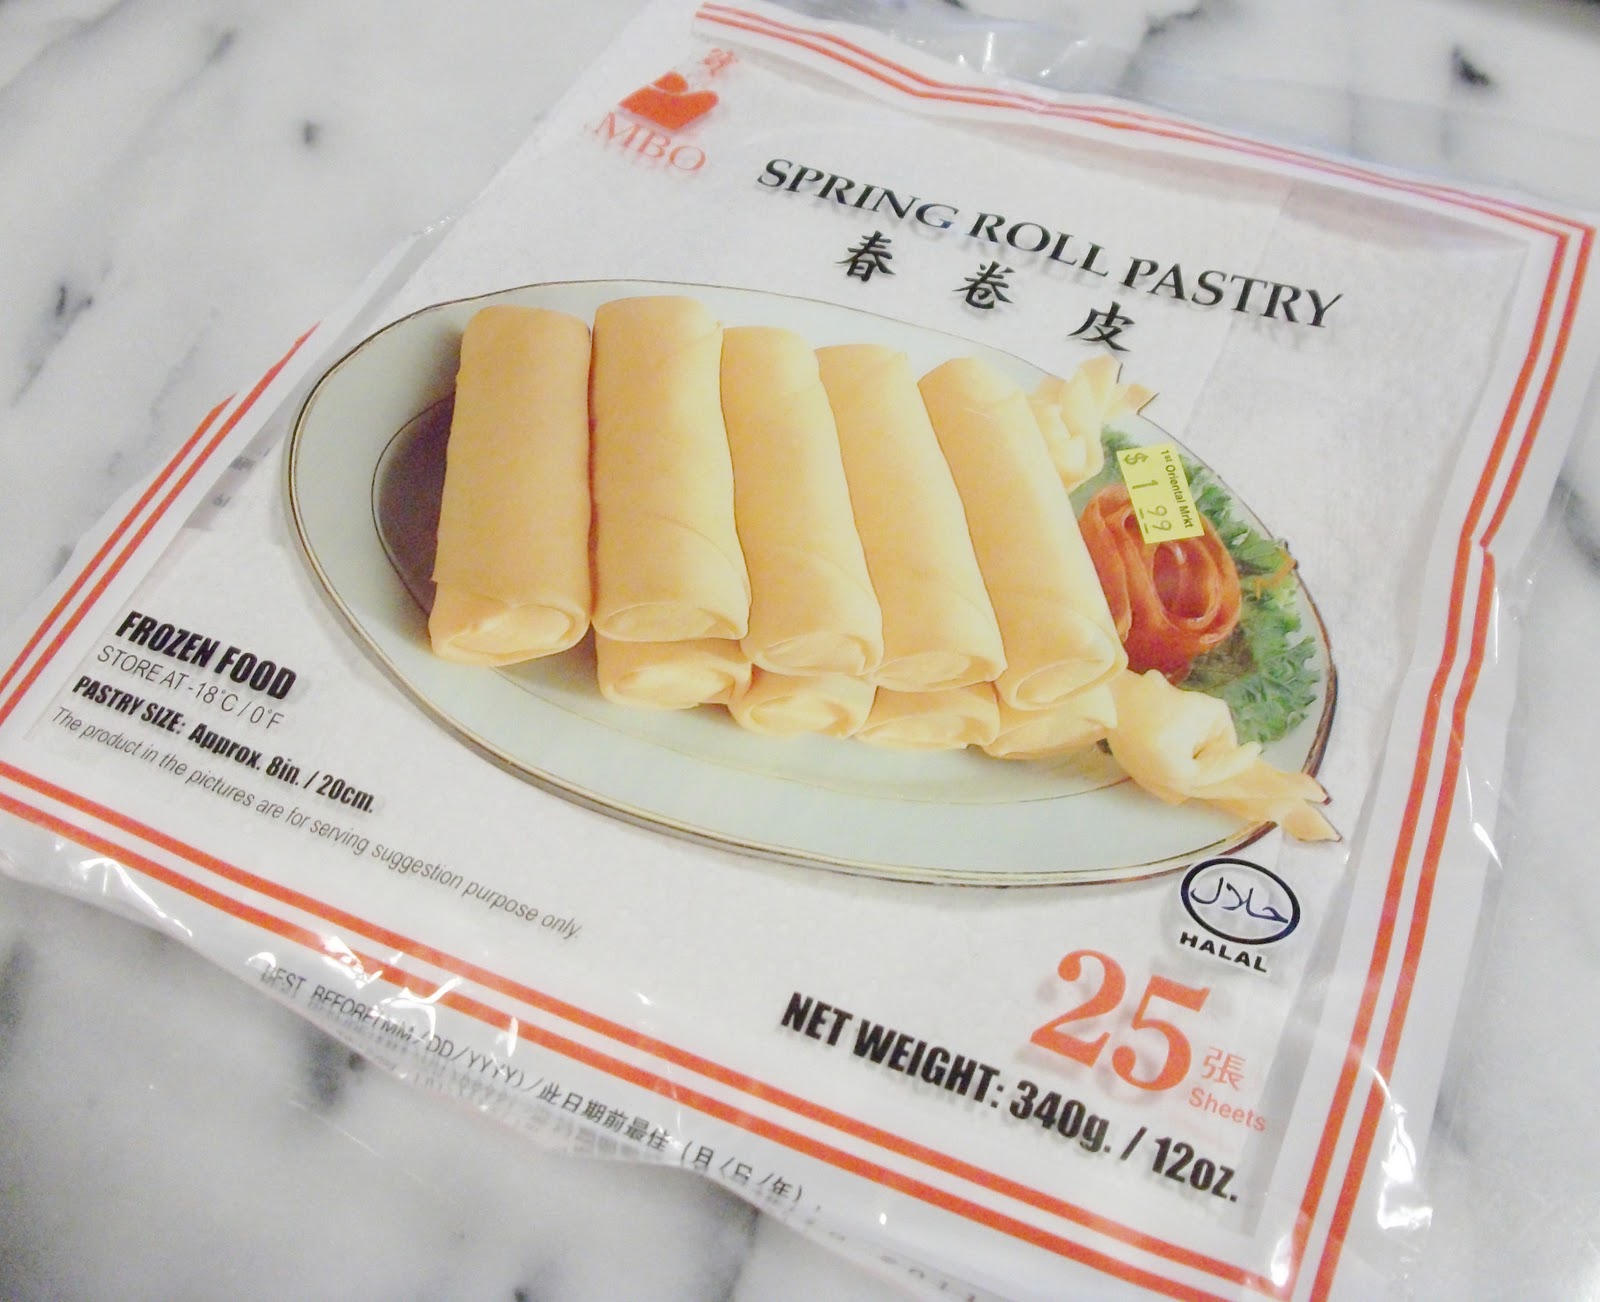 MBO
SPRING ROLL PASTRY
春卷皮
1st Oriental Mrkt
$ 1.99
FROZEN FOOD
STORE AT -18°C / 0°F
PASTRY SIZE: Approx. 8in. / 20cm.
The product in the pictures are for serving suggestion purpose only.
حلال
HALAL
25 張
Sheets
NET WEIGHT: 340g. / 12oz.
BEST BEFORE(MM/DD/YYYY)/此日期前最佳 (月/日/年)